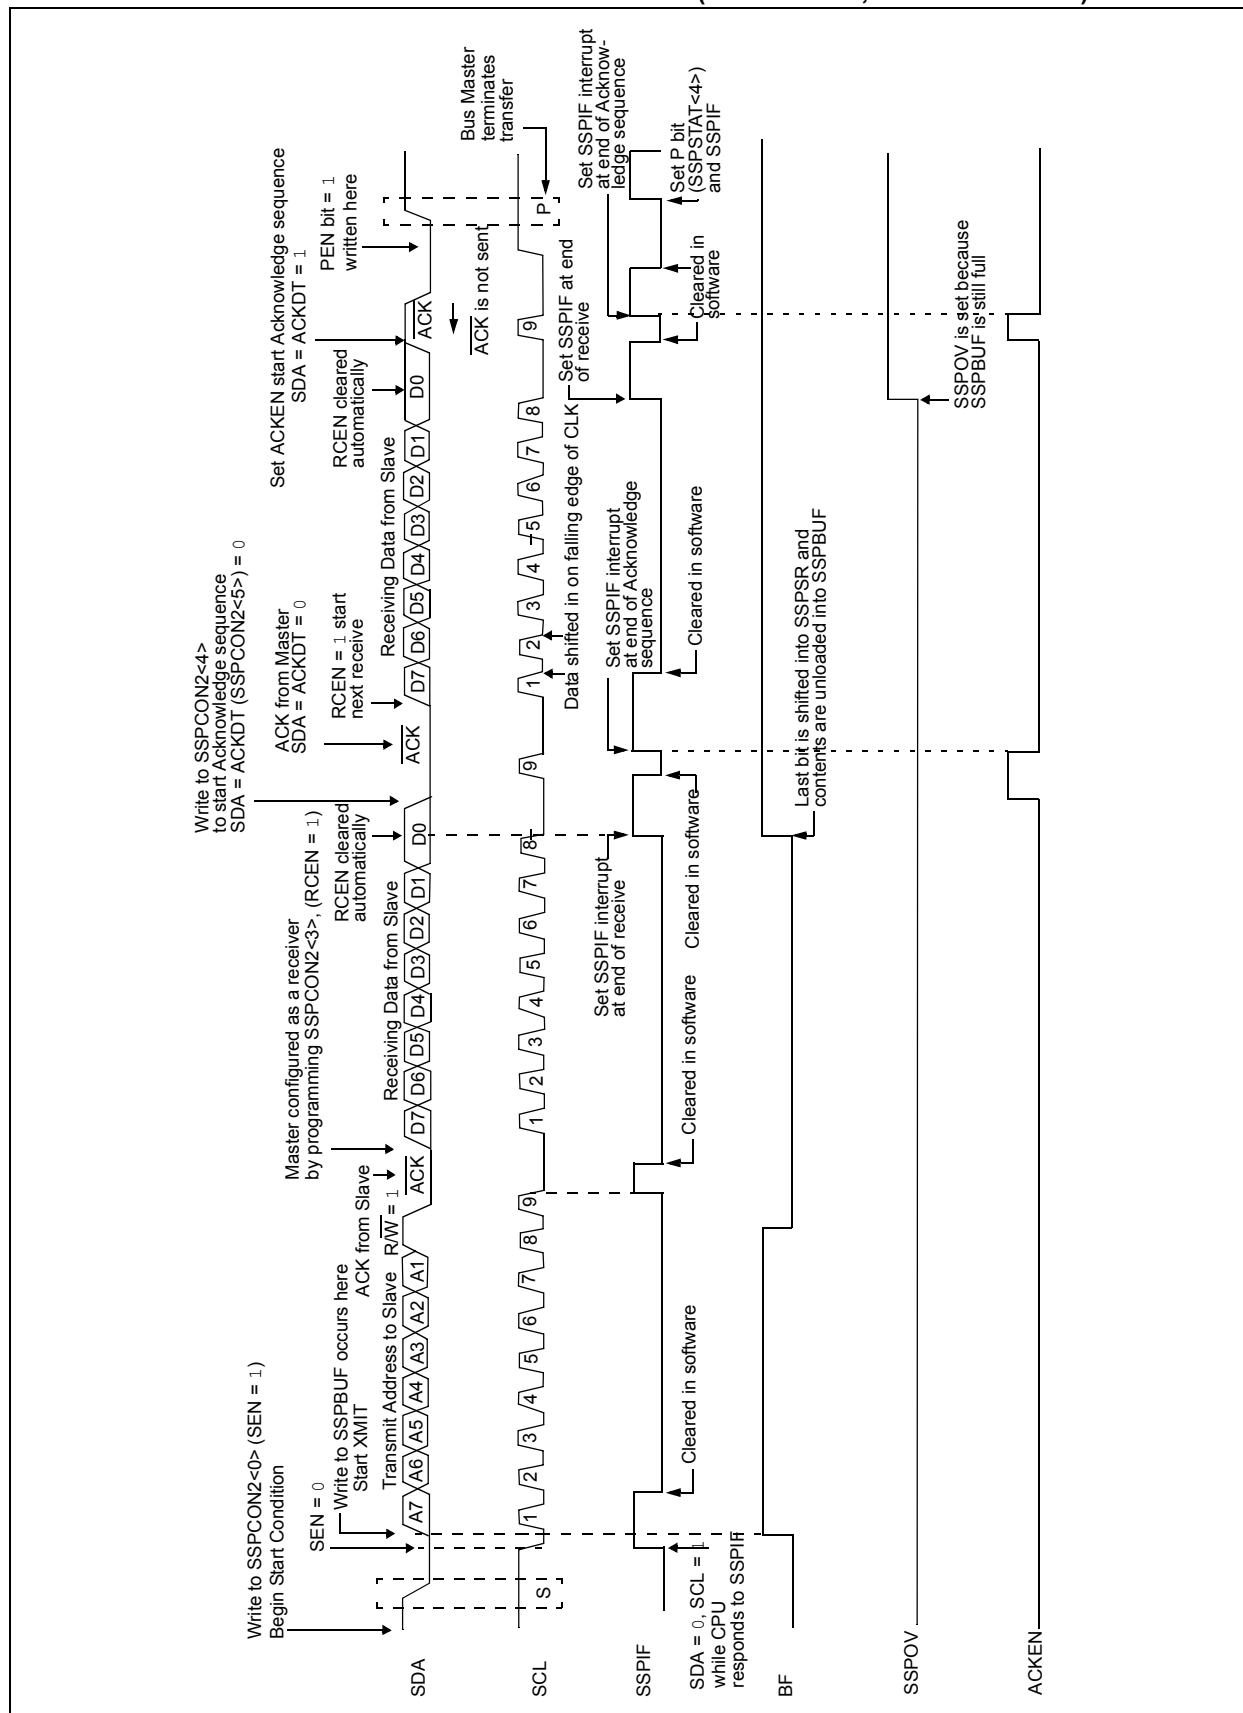 Write to SSPCON2<0> (SEN = 1)
Begin Start Condition
SEN = 0
Write to SSPBUF occurs here
Start XMIT
ACK from Slave
Transmit Address to Slave
R/W = 1
Master configured as a receiver
by programming SSPCON2<3>, (RCEN = 1)
Receiving Data from Slave
RCEN cleared
automatically
Write to SSPCON2<4>
to start Acknowledge sequence
SDA = ACKDT (SSPCON2<5>) = 0
ACK from Master
SDA = ACKDT = 0
RCEN = 1 start
next receive
Receiving Data from Slave
RCEN cleared
automatically
Set ACKEN start Acknowledge sequence
SDA = ACKDT = 1
PEN bit = 1
written here
SDA
A7 A6 A5 A4 A3 A2 A1
ACK
D7 D6 D5 D4 D3 D2 D1 D0
ACK
D7 D6 D5 D4 D3 D2 D1 D0
ACK
ACK is not sent
Bus Master
terminates
transfer
SCL
S
1 2 3 4 5 6 7 8 9
1 2 3 4 5 6 7 8 9
1 2 3 4 5 6 7 8 9
P
Data shifted in on falling edge of CLK
Set SSPIF interrupt
at end of receive
Set SSPIF interrupt
at end of Acknowledge
sequence
Set SSPIF at end
of receive
Set SSPIF interrupt
at end of Acknow-
ledge sequence
SSPIF
SDA = 0, SCL = 1
while CPU
responds to SSPIF
Cleared in software
Cleared in software
Cleared in software
Cleared in software
Cleared in
software
Set P bit
(SSPSTAT<4>)
and SSPIF
BF
Last bit is shifted into SSPSR and
contents are unloaded into SSPBUF
SSPOV
SSPOV is set because
SSPBUF is still full
ACKEN